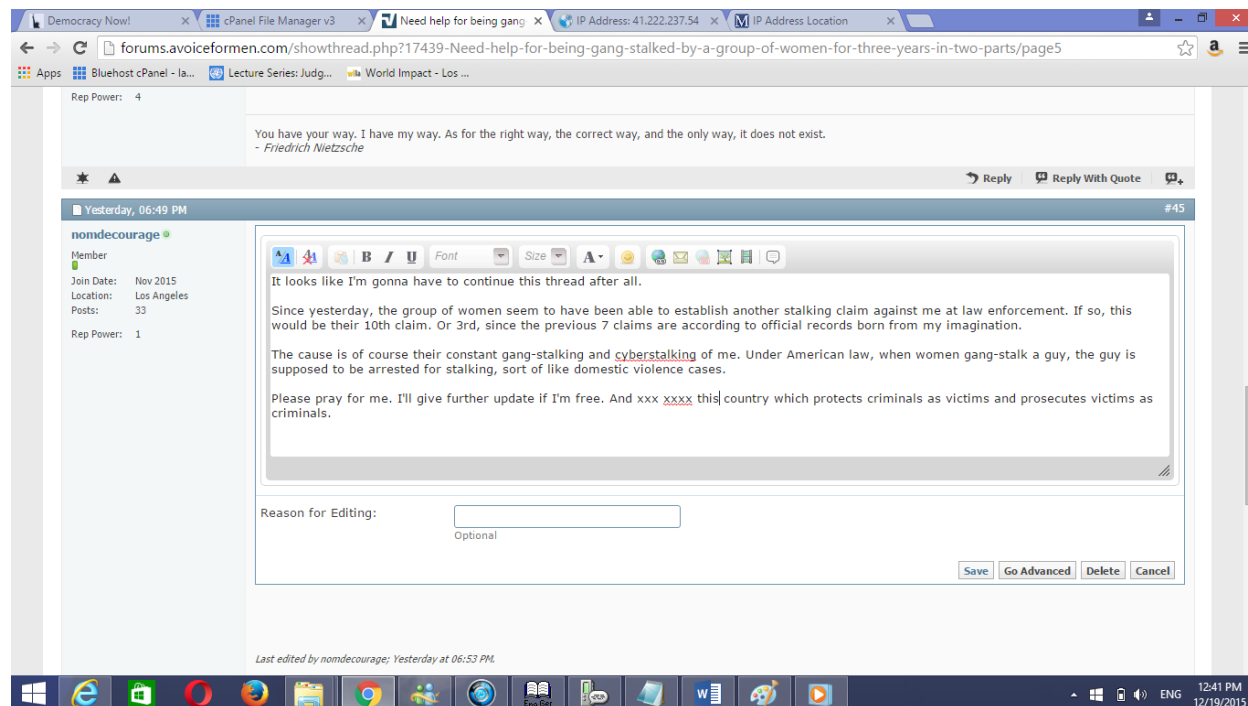 Democracy Now!
cPanel File Manager v3
Need help for being gang
IP Address: 41.222.237.54
IP Address Location
forums.avoiceformen.com/showthread.php?17439-Need-help-for-being-gang-stalked-by-a-group-of-women-for-three-years-in-two-parts/page5
Apps
Bluehost cPanel - la...
Lecture Series: Judg...
World Impact - Los ...
Rep Power: 4
You have your way. I have my way. As for the right way, the correct way, and the only way, it does not exist.
- Friedrich Nietzsche
Reply
Reply With Quote
Yesterday, 06:49 PM
#45
nomdecourage
Member
Join Date: Nov 2015
Location: Los Angeles
Posts: 33
Rep Power: 1
B I U Font Size A
It looks like I'm gonna have to continue this thread after all.
Since yesterday, the group of women seem to have been able to establish another stalking claim against me at law enforcement. If so, this
would be their 10th claim. Or 3rd, since the previous 7 claims are according to official records born from my imagination.
The cause is of course their constant gang-stalking and cyberstalking of me. Under American law, when women gang-stalk a guy, the guy is
supposed to be arrested for stalking, sort of like domestic violence cases.
Please pray for me. I'll give further update if I'm free. And xxx xxxx this country which protects criminals as victims and prosecutes victims as
criminals.
Reason for Editing:
Optional
Save
Go Advanced
Delete
Cancel
Last edited by nomdecourage; Yesterday at 06:53 PM.
Eng Ger
ENG
12:41 PM
12/19/2015